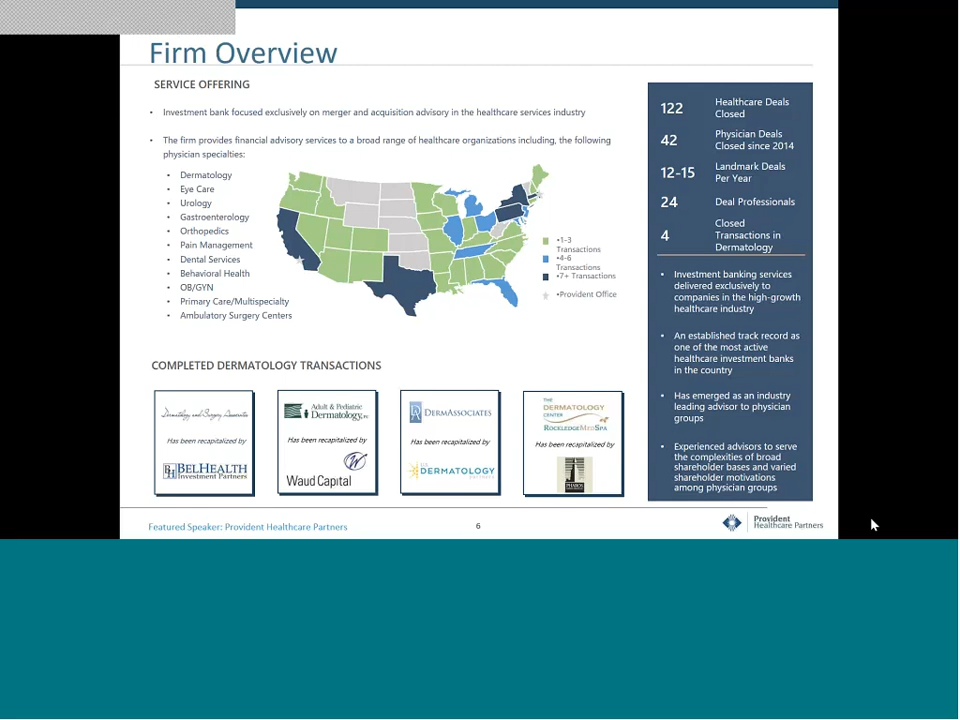 Firm Overview
SERVICE OFFERING
• Investment bank focused exclusively on merger and acquisition advisory in the healthcare services industry
• The firm provides financial advisory services to a broad range of healthcare organizations including, the following
physician specialties:
• Dermatology
• Eye Care
• Urology
• Gastroenterology
• Orthopedics
• Pain Management
• Dental Services
• Behavioral Health
• OB/GYN
• Primary Care/Multispecialty
• Ambulatory Surgery Centers
•1-3
Transactions
•4-6
Transactions
•7+ Transactions
•Provident Office
COMPLETED DERMATOLOGY TRANSACTIONS
Dermatology and Surgery Associates
Has been recapitalized by
BH BELHEALTH
Investment Partners
Adult & Pediatric
Dermatology, PC
Has been recapitalized by
Waud Capital
DA DERMASSOCIATES
Has been recapitalized by
DERMATOLOGY
THE
DERMATOLOGY
CENTER
ROCKLEDGE MEDSPA
Has been recapitalized by
PHAROS
122 Healthcare Deals
Closed
42 Physician Deals
Closed since 2014
12-15 Landmark Deals
Per Year
24 Deal Professionals
4 Closed
Transactions in
Dermatology
• Investment banking services
delivered exclusively to
companies in the high-growth
healthcare industry
• An established track record as
one of the most active
healthcare investment banks
in the country
• Has emerged as an industry
leading advisor to physician
groups
• Experienced advisors to serve
the complexities of broad
shareholder bases and varied
shareholder motivations
among physician groups
Featured Speaker: Provident Healthcare Partners
6
Provident
Healthcare Partners